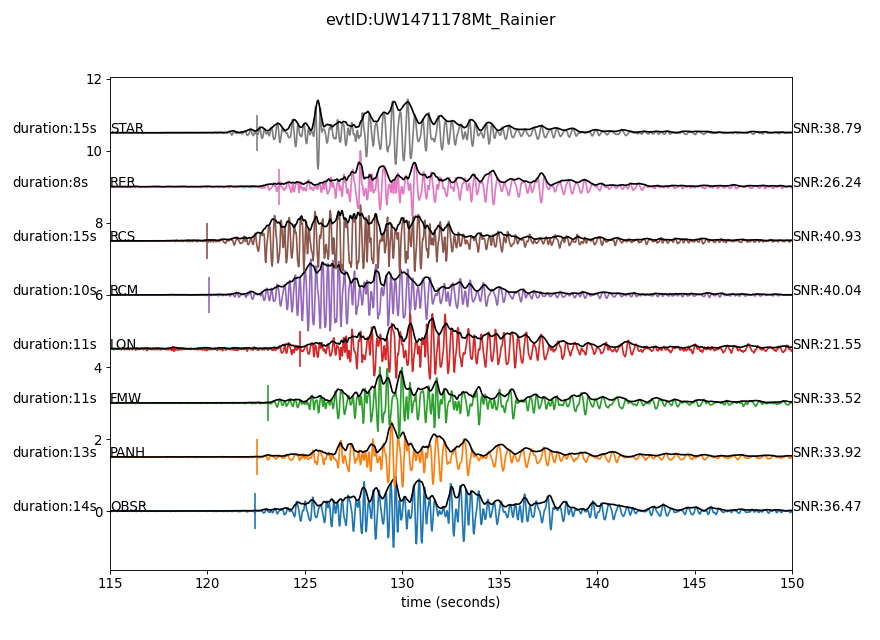 evtID:UW1471178Mt_Rainier
12
duration:15s STAR SNR:38.79
10
duration:8s RER SNR:26.24
8
duration:15s RCS SNR:40.93
duration:10s RCM SNR:40.04
6
duration:11s LON SNR:21.55
4
duration:11s FMW SNR:33.52
2
duration:13s PANH SNR:33.92
duration:14s OBSR SNR:36.47
0
115 120 125 130 135 140 145 150
time (seconds)